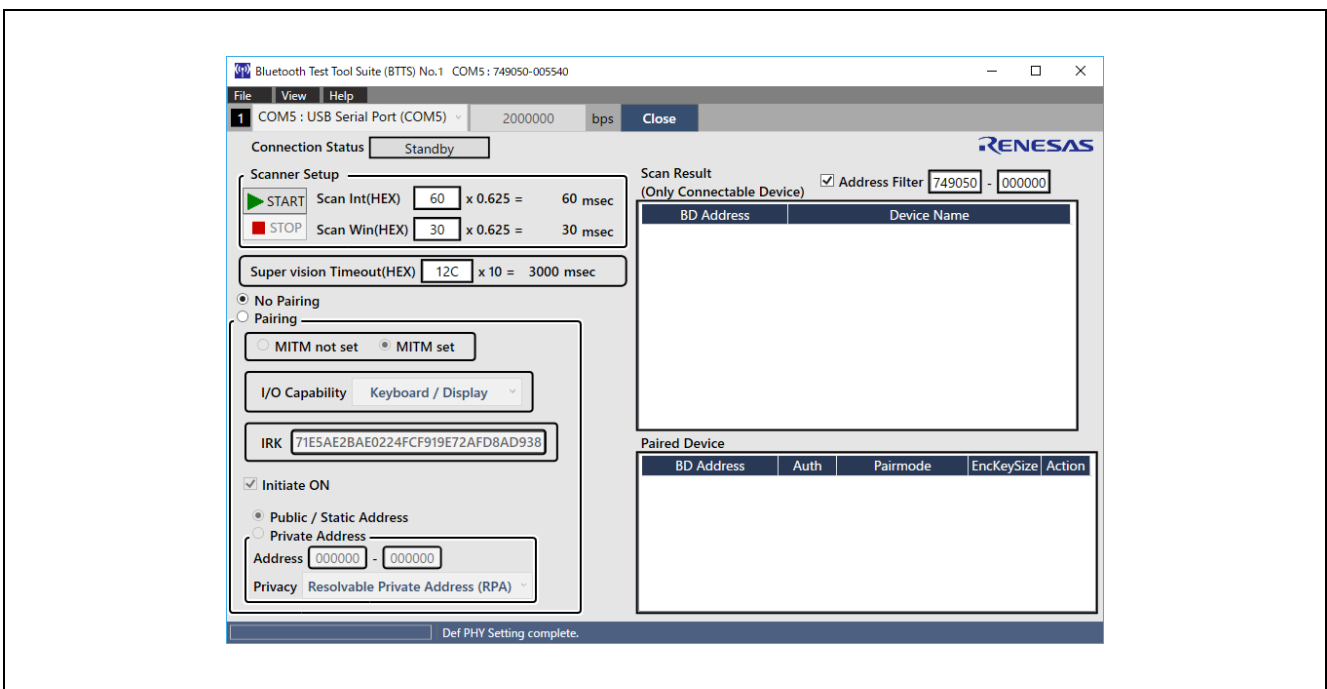 Bluetooth Test Tool Suite (BTTS) No.1 COM5 : 749050-005540
File View Help
1 COM5 : USB Serial Port (COM5) 2000000 bps Close
Connection Status Standby
RENESAS
Scanner Setup
START Scan Int(HEX) 60 x 0.625 = 60 msec
STOP Scan Win(HEX) 30 x 0.625 = 30 msec
Super vision Timeout(HEX) 12C x 10 = 3000 msec
No Pairing
Pairing
MITM not set MITM set
I/O Capability Keyboard / Display
IRK 71E5AE2BAE0224FCF919E72AFD8AD938
Initiate ON
Public / Static Address
Private Address
Address 000000 - 000000
Privacy Resolvable Private Address (RPA)
Scan Result
(Only Connectable Device) Address Filter 749050 - 000000
BD Address Device Name
Paired Device
BD Address Auth Pairmode EncKeySize Action
Def PHY Setting complete.